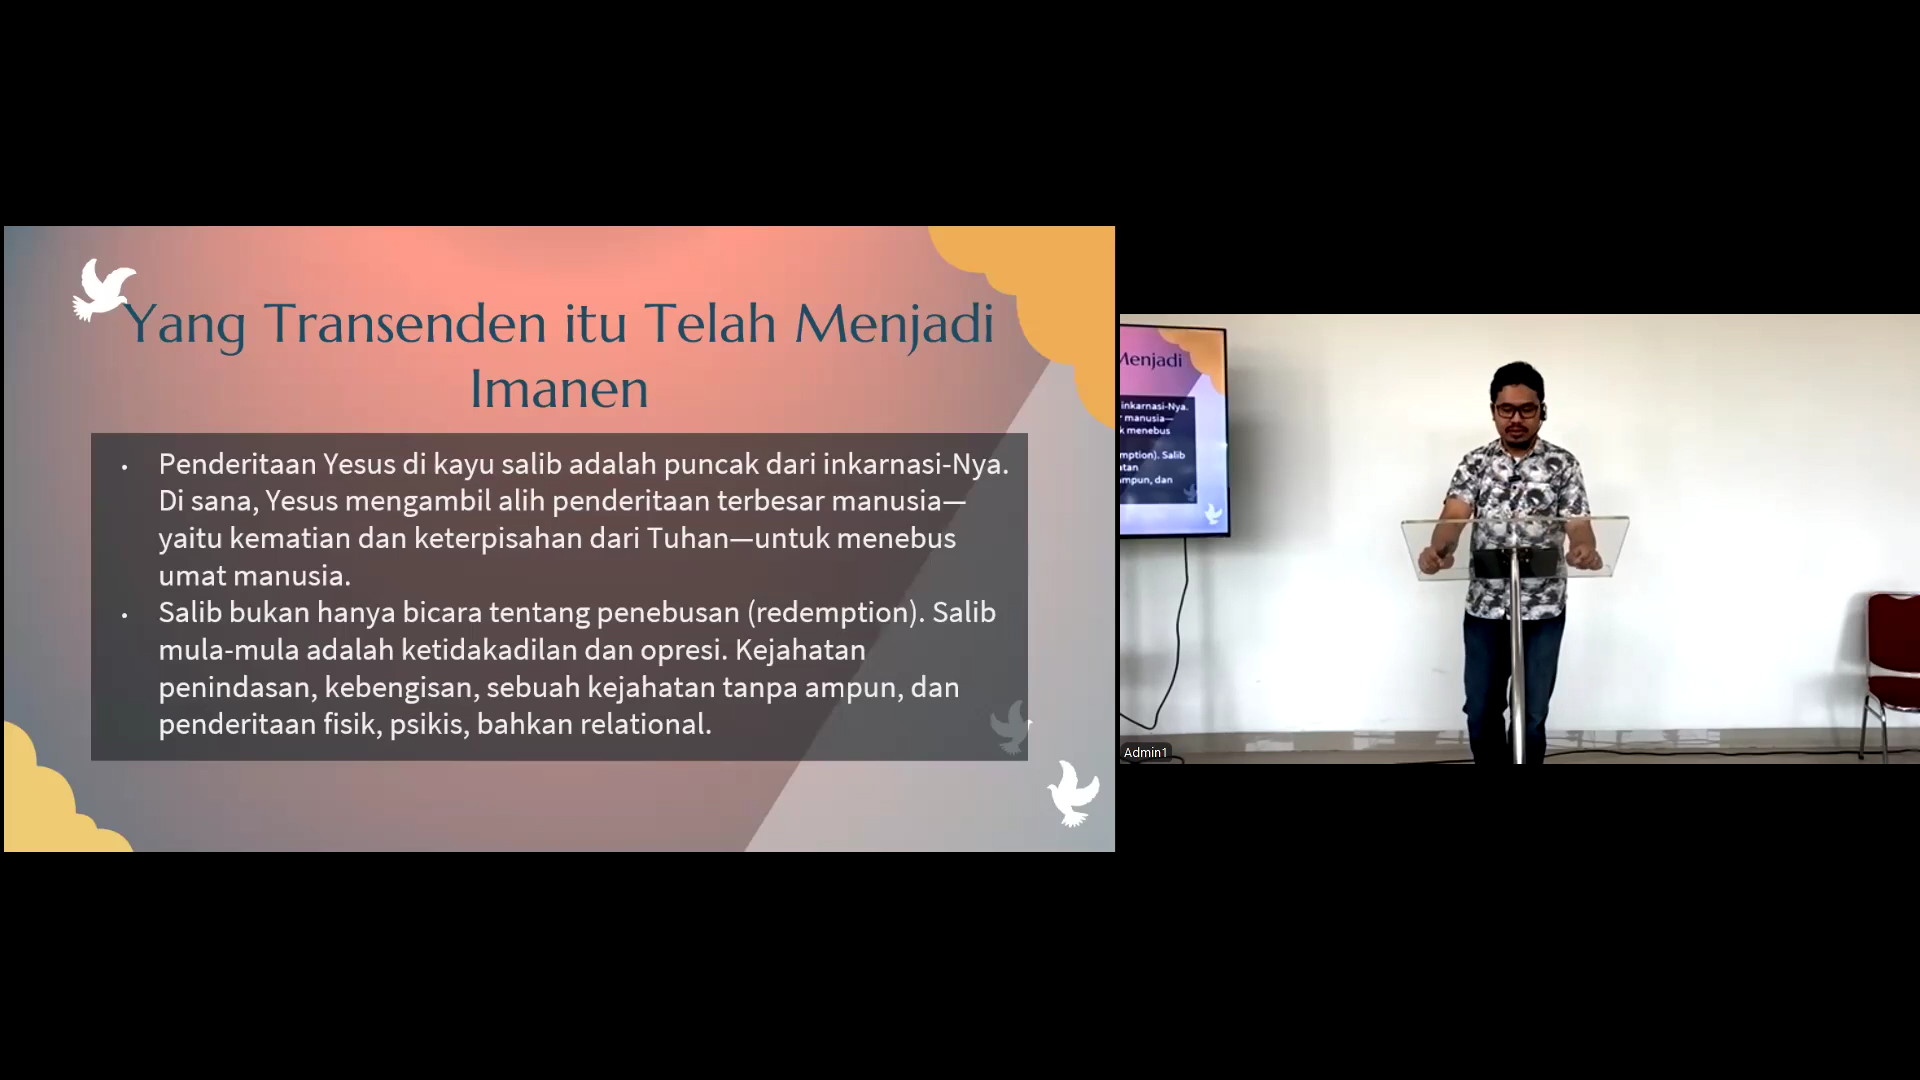 Yang Transenden itu Telah Menjadi
Imanen
• Penderitaan Yesus di kayu salib adalah puncak dari inkarnasi-Nya.
Di sana, Yesus mengambil alih penderitaan terbesar manusia—
yaitu kematian dan keterpisahan dari Tuhan—untuk menebus
umat manusia.
• Salib bukan hanya bicara tentang penebusan (redemption). Salib
mula-mula adalah ketidakadilan dan opresi. Kejahatan
penindasan, kebengisan, sebuah kejahatan tanpa ampun, dan
penderitaan fisik, psikis, bahkan relational.
Menjadi
inkarnasi-Nya.
manusia—
k menebus
mption). Salib
atan
ampun, dan
Admin1